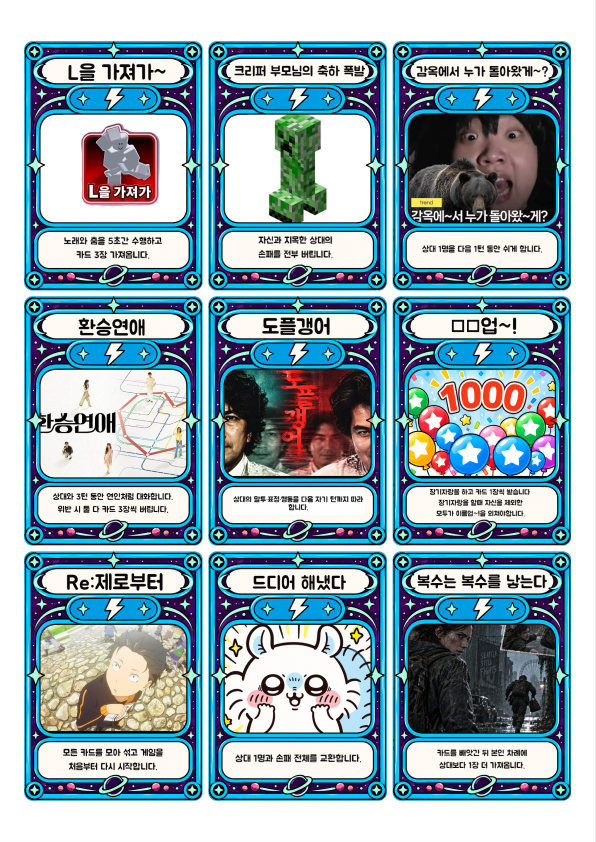 L을 가져가~
L을 가져가
노래와 춤을 5초간 수행하고
카드 3장 가져옵니다.
크리퍼 부모님의 축하 폭발
자신과 지목한 상대의
손패를 전부 버립니다.
감옥에서 누가 돌아왔게~?
trend
감옥에~서 누가 돌아왔~게?
상대 1명을 다음 1턴 동안 쉬게 합니다.
환승연애
환승연애
상대와 3턴 동안 연인처럼 대화합니다.
위반 시 둘 다 카드 3장씩 버립니다.
도플갱어
도플갱어
상대의 말투·표정·행동을 다음 자기 턴까지 따라
합니다.
□□업~!
1000
장기자랑을 하고 카드 1장씩 받습니다
장기자랑을 할때 자신을 제외한
모두가 이름업~!을 외쳐야합니다.
Re:제로부터
모든 카드를 모아 섞고 게임을
처음부터 다시 시작합니다.
드디어 해냈다
상대 1명과 손패 전체를 교환합니다.
복수는 복수를 낳는다
카드를 빼앗긴 뒤 본인 차례에
상대보다 1장 더 가져옵니다.